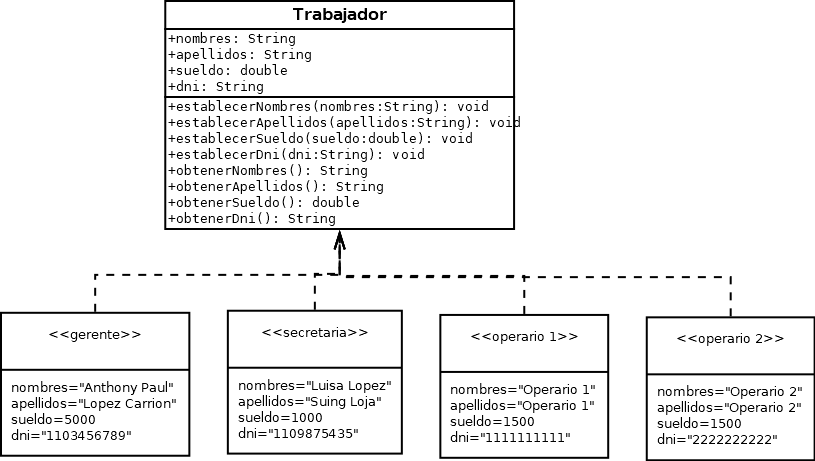 Trabajador
+nombres: String
+apellidos: String
+sueldo: double
+dni: String
+establecerNombres(nombres:String): void
+establecerApellidos(apellidos:String): void
+establecerSueldo(sueldo:double): void
+establecerDni(dni:String): void
+obtenerNombres(): String
+obtenerApellidos(): String
+obtenerSueldo(): double
+obtenerDni(): String
<<gerente>>
nombres="Anthony Paul"
apellidos="Lopez Carrion"
sueldo=5000
dni="1103456789"
<<secretaria>>
nombres="Luisa Lopez"
apellidos="Suing Loja"
sueldo=1000
dni="1109875435"
<<operario 1>>
nombres="Operario 1"
apellidos="Operario 1"
sueldo=1500
dni="1111111111"
<<operario 2>>
nombres="Operario 2"
apellidos="Operario 2"
sueldo=1500
dni="2222222222"